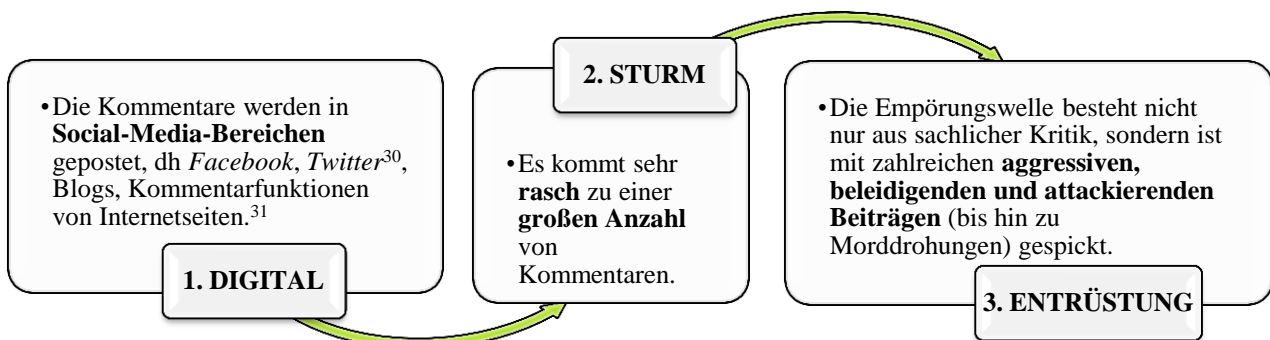 •Die Kommentare werden in
Social-Media-Bereichen
gepostet, dh Facebook, Twitter³⁰,
Blogs, Kommentarfunktionen
von Internetseiten.³¹
1. DIGITAL
2. STURM
•Es kommt sehr
rasch zu einer
großen Anzahl
von
Kommentaren.
•Die Empörungswelle besteht nicht
nur aus sachlicher Kritik, sondern ist
mit zahlreichen aggressiven,
beleidigenden und attackierenden
Beiträgen (bis hin zu
Morddrohungen) gespickt.
3. ENTRÜSTUNG